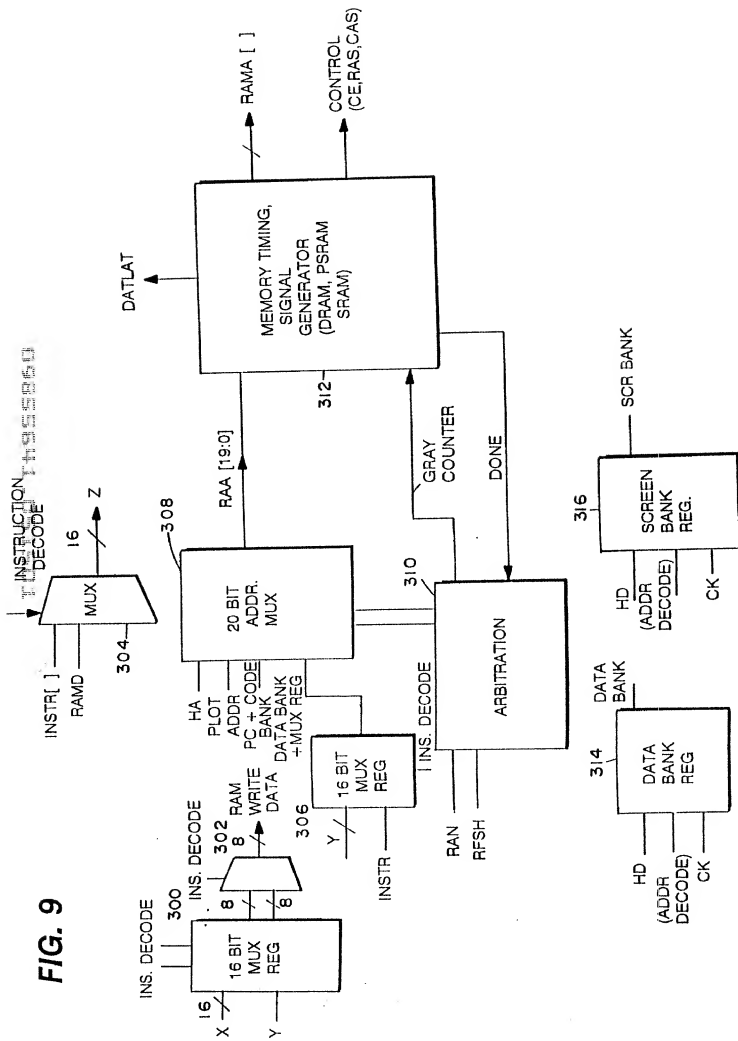 FIG. 9
INS. DECODE
300
16 BIT
MUX
REG
X
16
Y
8
8
INS. DECODE
302
8
RAM
WRITE
DATA
INSTRUCTION
DECODE
INSTR[ ]
RAMD
MUX
304
16
Z
HA
PLOT
ADDR
PC + CODE
BANK
DATA BANK
+MUX REG
308
20 BIT
ADDR.
MUX
306
Y
INSTR
16 BIT
MUX
REG
INS. DECODE
310
RAN
RFSH
ARBITRATION
RAA [19:0]
GRAY
COUNTER
DONE
DATLAT
MEMORY TIMING,
SIGNAL
GENERATOR
(DRAM, PSRAM
SRAM)
312
RAMA [ ]
CONTROL
(CE,RAS,CAS)
314
HD
(ADDR
DECODE)
CK
DATA
BANK
REG
DATA
BANK
316
HD
(ADDR
DECODE)
CK
SCREEN
BANK
REG.
SCR BANK